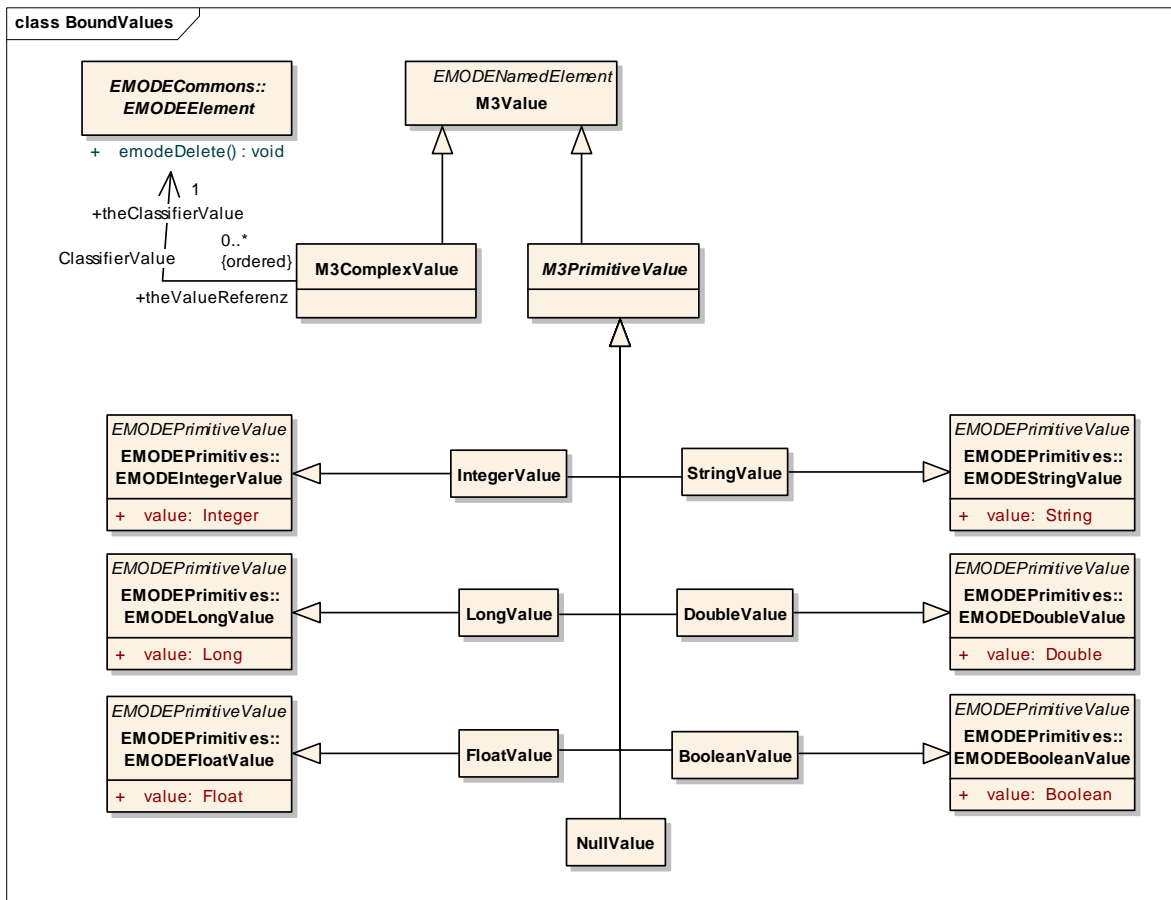 class BoundValues
EMODECommons::
EMODEElement
+ emodeDelete() : void
EMODENamedElement
M3Value
1
+theClassifierValue
ClassifierValue
0..*
{ordered}
+theValueReferenz
M3ComplexValue
M3PrimitiveValue
EMODEPrimitiveValue
EMODEPrimitives::
EMODEIntegerValue
+ value: Integer
IntegerValue
StringValue
EMODEPrimitiveValue
EMODEPrimitives::
EMODEStringValue
+ value: String
EMODEPrimitiveValue
EMODEPrimitives::
EMODELongValue
+ value: Long
LongValue
DoubleValue
EMODEPrimitiveValue
EMODEPrimitives::
EMODEDoubleValue
+ value: Double
EMODEPrimitiveValue
EMODEPrimitives::
EMODEFloatValue
+ value: Float
FloatValue
BooleanValue
EMODEPrimitiveValue
EMODEPrimitives::
EMODEBooleanValue
+ value: Boolean
NullValue